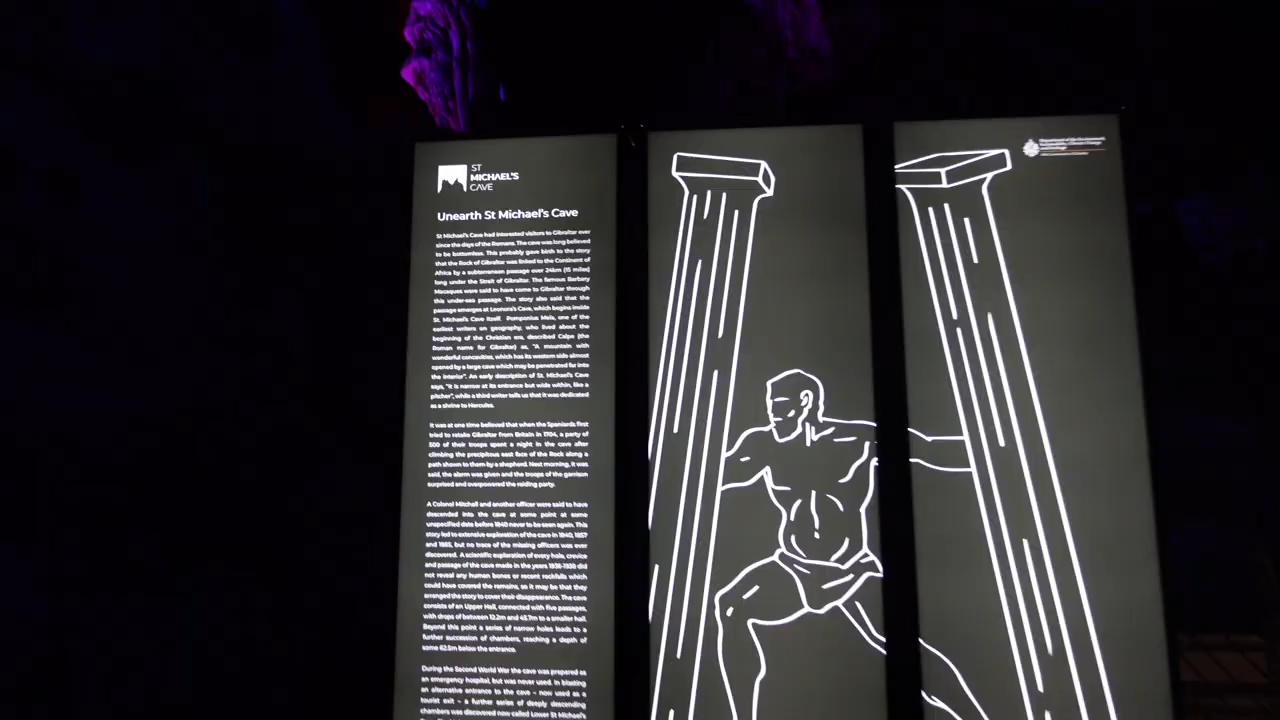 ST
MICHAEL'S
CAVE
Unearth St Michael's Cave
St Michael's Cave had interested visitors to Gibraltar ever
since the days of the Romans. The cave was long believed
to be bottomless. This probably gave birth to the story
that the Rock of Gibraltar was linked to the Continent of
Africa by a subterranean passage over 24km (15 miles)
long under the Strait of Gibraltar. The famous Barbary
Macaques were said to have come to Gibraltar through
this under-sea passage. The story also said that the
passage emerges at Leonora's Cave, which begins inside
St. Michael's Cave itself. Pomponius Mela, one of the
earliest writers on geography, who lived about the
beginning of the Christian era, described Calpe (the
Roman name for Gibraltar) as, "A mountain with
wonderful concavities, which has its western side almost
opened by a large cave which may be penetrated far into
the interior". An early description of St. Michael's Cave
says, "it is narrow at its entrance but wide within, like a
pitcher", while a third writer tells us that it was dedicated
as a shrine to Hercules.
It was at one time believed that when the Spaniards first
tried to retake Gibraltar from Britain in 1704, a party of
500 of their troops spent a night in the cave after
climbing the precipitous east face of the Rock along a
path shown to them by a shepherd. Next morning, it was
said, the alarm was given and the troops of the garrison
surprised and overpowered the raiding party.
A Colonel Mitchell and another officer were said to have
descended into the cave at some point at some
unspecified date before 1840 never to be seen again. This
story led to extensive exploration of the cave in 1840, 1857
and 1865, but no trace of the missing officers was ever
discovered. A scientific exploration of every hole, crevice
and passage of the cave made in the years 1936-1938 did
not reveal any human bones or recent rockfalls which
could have covered the remains, so it may be that they
arranged the story to cover their disappearance. The cave
consists of an Upper Hall, connected with five passages,
with drops of between 12.2m and 45.7m to a smaller hall.
Beyond this point a series of narrow holes leads to a
further succession of chambers, reaching a depth of
some 62.5m below the entrance.
During the Second World War the cave was prepared as
an emergency hospital, but was never used. In blasting
an alternative entrance to the cave – now used as a
tourist exit – a further series of deeply descending
chambers was discovered now called Lower St Michael's